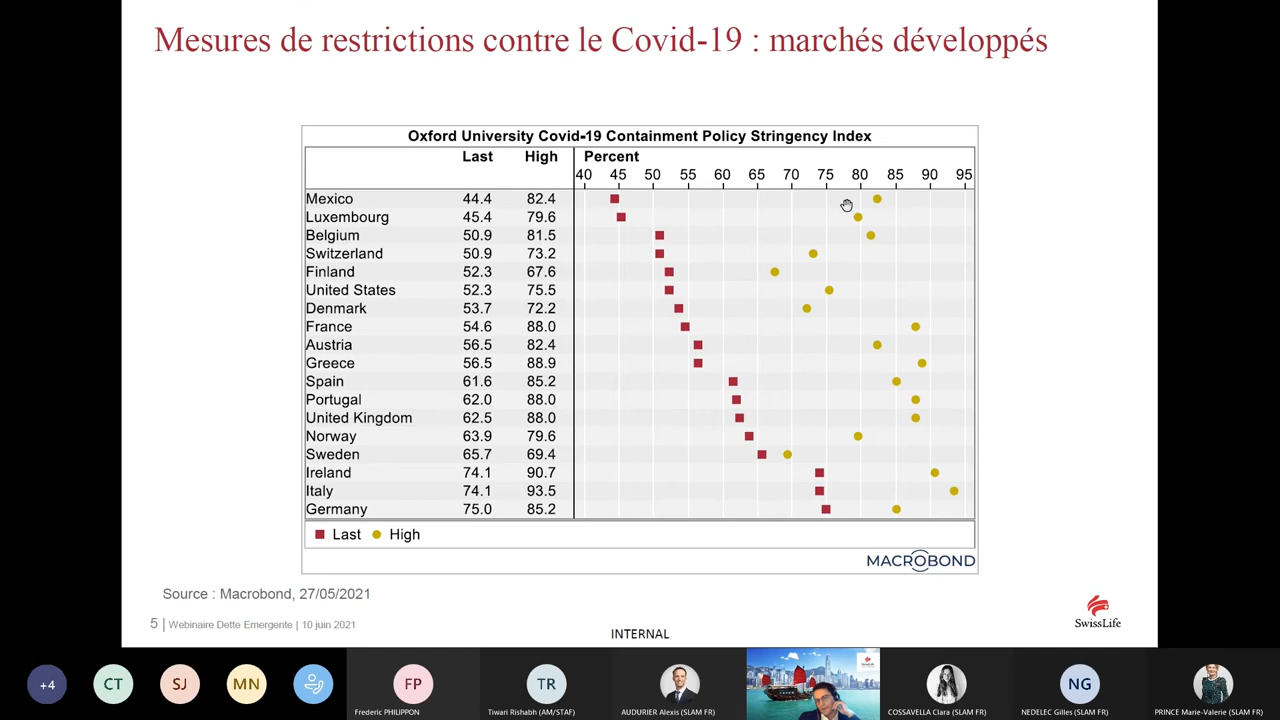 Mesures de restrictions contre le Covid-19 : marchés développés
Oxford University Covid-19 Containment Policy Stringency Index
Last High Percent
40 45 50 55 60 65 70 75 80 85 90 95
Mexico 44.4 82.4
Luxembourg 45.4 79.6
Belgium 50.9 81.5
Switzerland 50.9 73.2
Finland 52.3 67.6
United States 52.3 75.5
Denmark 53.7 72.2
France 54.6 88.0
Austria 56.5 82.4
Greece 56.5 88.9
Spain 61.6 85.2
Portugal 62.0 88.0
United Kingdom 62.5 88.0
Norway 63.9 79.6
Sweden 65.7 69.4
Ireland 74.1 90.7
Italy 74.1 93.5
Germany 75.0 85.2
Last High
MACROBOND
Source : Macrobond, 27/05/2021
5 | Webinaire Dette Emergente | 10 juin 2021
SwissLife
INTERNAL
+4 CT SJ MN FP TR NG
Frederic PHILIPPON Tiwari Rishabh (AM/STAF) AUDURIER Alexis (SLAM FR) COSSAVELLA Clara (SLAM FR) NEDELEC Gilles (SLAM FR) PRINCE Marie-Valerie (SLAM FR)